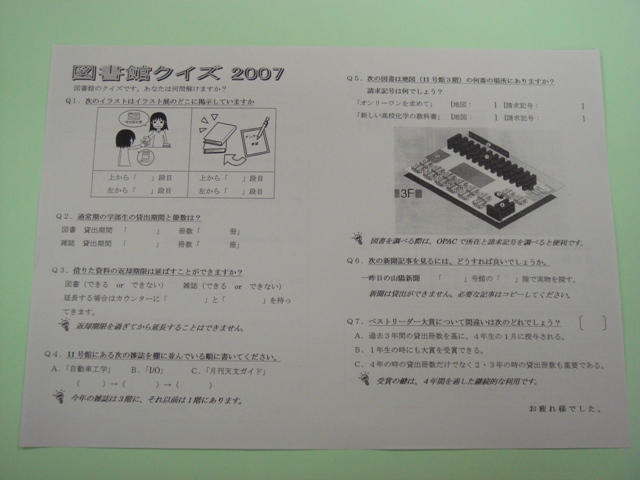 図書館クイズ 2007
図書館のクイズです。あなたは何問解けますか？
Q1．次のイラストはイラスト展のどこに掲示していますか
上から「　」段目　上から「　」段目
左から「　」段目　左から「　」段目
Q2．通常期の学部生の貸出期間と冊数は？
図書　貸出期間　「　　」　冊数「　　冊」
雑誌　貸出期間　「　　」　冊数「　　冊」
Q3．借りた資料の返却期限は延ばすことができますか？
図書（できる or できない）　雑誌（できる or できない）
延長する場合はカウンターに「　　　」と「　　　」を持っ
てきます。
返却期限を過ぎてから延長することはできません。
Q4．11号館にある次の雑誌を棚に並んでいる順に書いてください。
A．「自動車工学」　B．「I/O」　C．「月刊天文ガイド」
（　　）→（　　）→（　　）
今年の雑誌は3階に、それ以前は1階にあります。
Q5．次の図書は地図（11号館3階）の何番の場所にありますか？
請求記号は何でしょう？
「オンリーワンを求めて」　［地図：　　］［請求記号：　　　］
「新しい高校化学の教科書」　［地図：　　］［請求記号：　　　］
3F
図書を調べる際は、OPACで所在と請求記号を調べると便利です。
Q6．次の新聞記事を見るには、どうすれば良いでしょうか。
一昨日の山陽新聞　「　　」号館の「　」階で実物を探す。
新聞は貸出ができません。必要な記事はコピーしてください。
Q7．ベストリーダー大賞について間違いは次のどれでしょう？　〔　　〕
A．過去3年間の貸出冊数を基に、4年生の1月に授与される。
B．1年生の時にも大賞を受賞できる。
C．4年の時の貸出冊数だけでなく2・3年の時の貸出冊数も重要である。
受賞の鍵は、4年間を通した継続的な利用です。
お疲れ様でした。